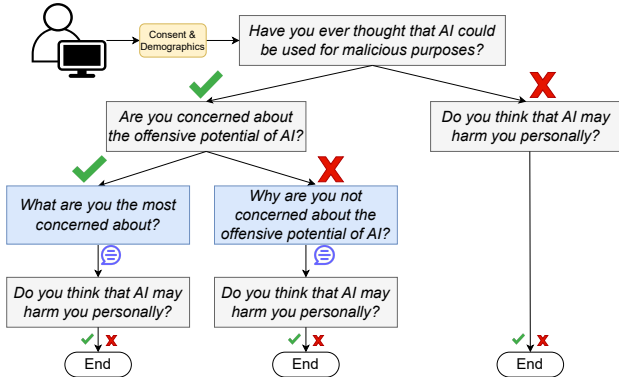 Consent &
Demographics
Have you ever thought that AI could
be used for malicious purposes?
Are you concerned about
the offensive potential of AI?
Do you think that AI may
harm you personally?
What are you the most
concerned about?
Why are you not
concerned about the
offensive potential of AI?
Do you think that AI may
harm you personally?
Do you think that AI may
harm you personally?
End
End
End